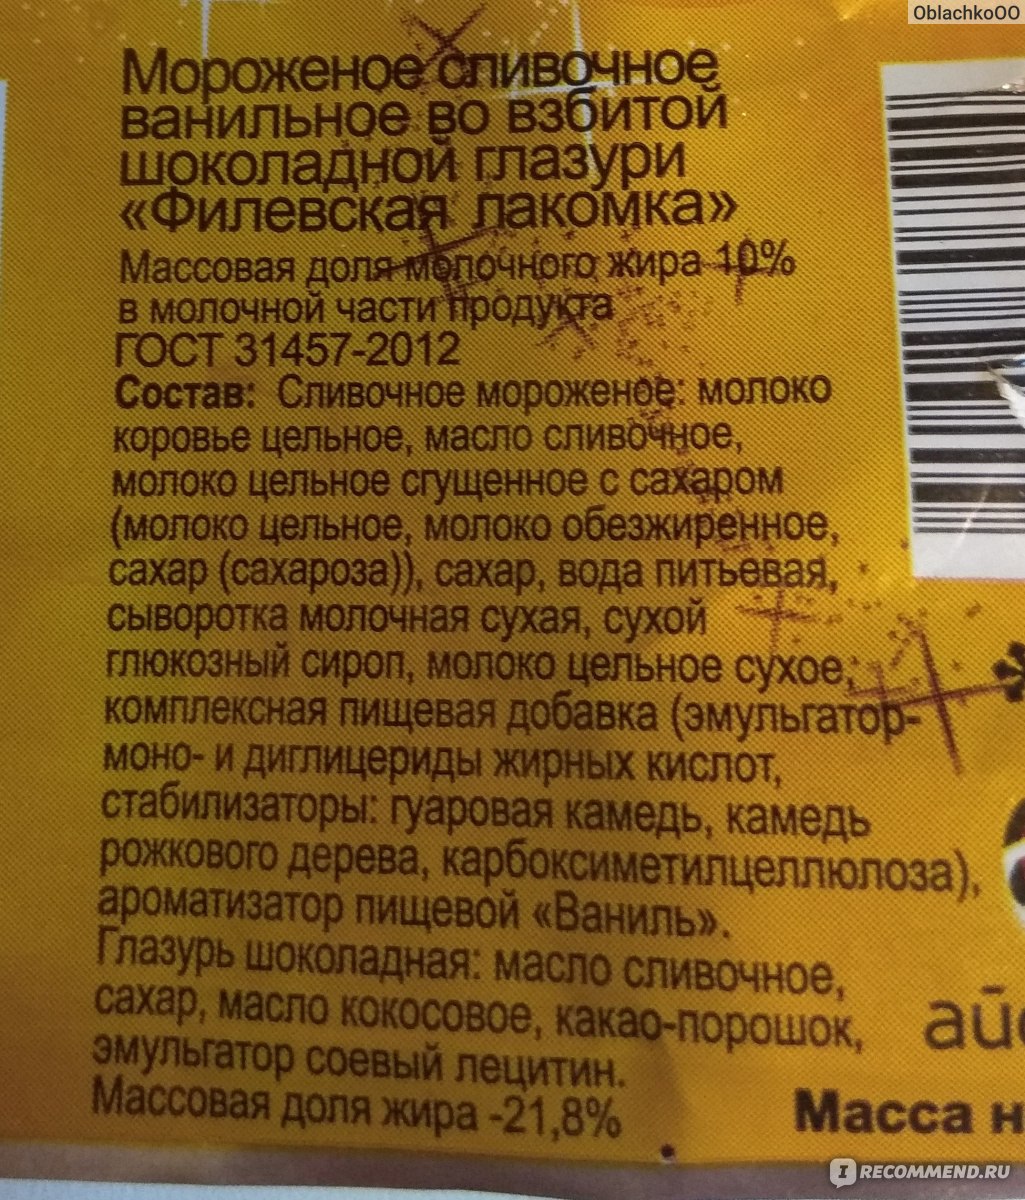 OblachkoOO
Мороженое сливочное
ванильное во взбитой
шоколадной глазури
«Филевская лакомка»
Массовая доля молочного жира 10%
в молочной части продукта
ГОСТ 31457-2012
Состав: Сливочное мороженое: молоко
коровье цельное, масло сливочное,
молоко цельное сгущенное с сахаром
(молоко цельное, молоко обезжиренное,
сахар (сахароза)), сахар, вода питьевая,
сыворотка молочная сухая, сухой
глюкозный сироп, молоко цельное сухое,
комплексная пищевая добавка (эмульгатор-
моно- и диглицериды жирных кислот,
стабилизаторы: гуаровая камедь, камедь
рожкового дерева, карбоксиметилцеллюлоза),
ароматизатор пищевой «Ваниль».
Глазурь шоколадная: масло сливочное,
сахар, масло кокосовое, какао-порошок,
эмульгатор соевый лецитин.
Массовая доля жира -21,8%
Масса
IRECOMMEND.RU